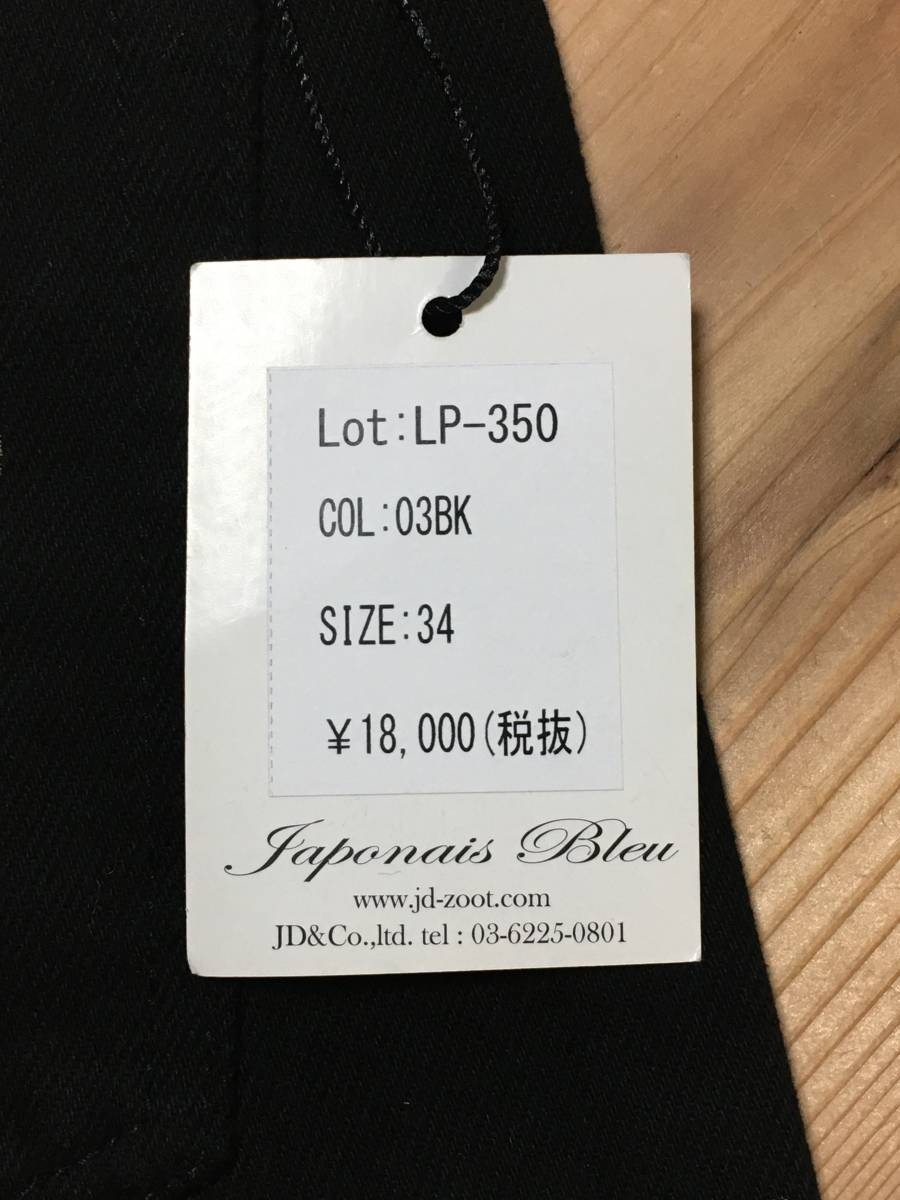 Lot:LP-350
COL:03BK
SIZE:34
¥18,000(税抜)
Japonais Bleu
www.jd-zoot.com
JD&Co.,ltd. tel : 03-6225-0801